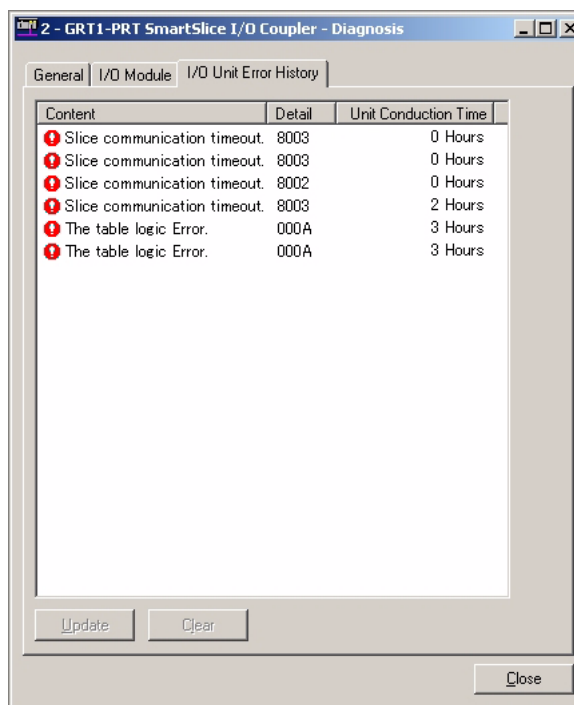 2 - GRT1-PRT SmartSlice I/O Coupler - Diagnosis
General I/O Module I/O Unit Error History
Content Detail Unit Conduction Time
Slice communication timeout. 8003 0 Hours
Slice communication timeout. 8003 0 Hours
Slice communication timeout. 8002 0 Hours
Slice communication timeout. 8003 2 Hours
The table logic Error. 000A 3 Hours
The table logic Error. 000A 3 Hours
Update Clear
Close